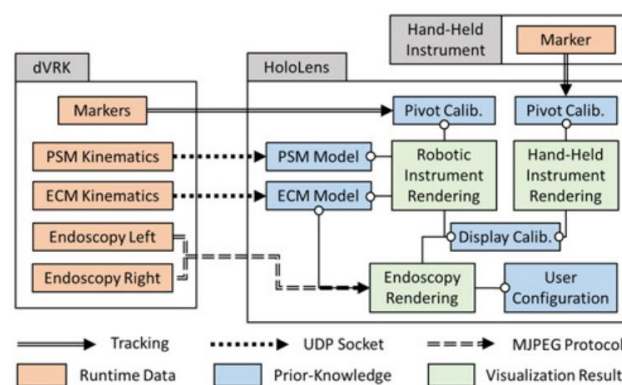 Hand-Held
Instrument
Marker
dVRK
HoloLens
Markers
Pivot Calib.
Pivot Calib.
PSM Kinematics
PSM Model
Robotic
Instrument
Rendering
Hand-Held
Instrument
Rendering
ECM Kinematics
ECM Model
Endoscopy Left
Display Calib.
Endoscopy Right
Endoscopy
Rendering
User
Configuration
Tracking
UDP Socket
MJPEG Protocol
Runtime Data
Prior-Knowledge
Visualization Result